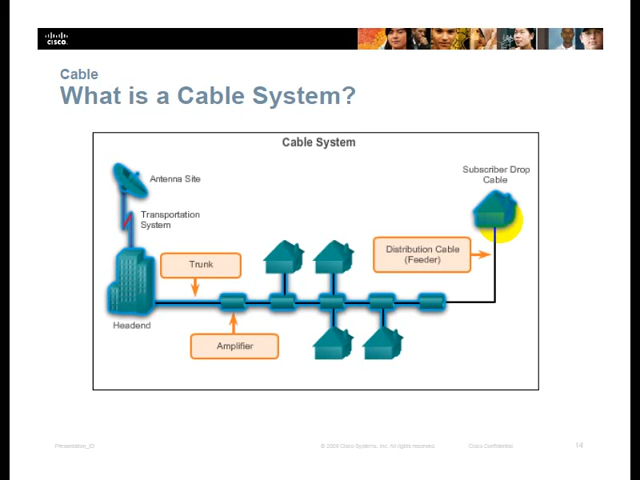 CISCO.
Cable
What is a Cable System?
Cable System
Subscriber Drop
Cable
Antenna Site
Transportation
System
Distribution Cable
(Feeder)
Trunk
Headend
Amplifier
Presentation_ID
© 2009 Cisco Systems, Inc. All rights reserved.
Cisco Confidential
14